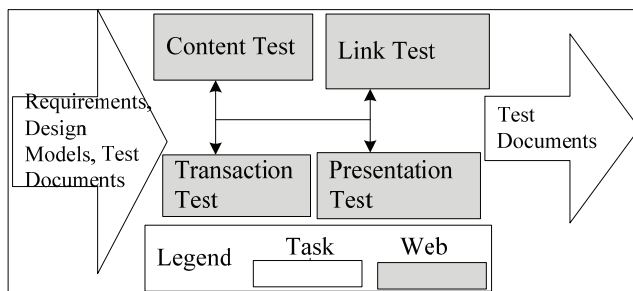 Content Test
Link Test
Requirements,
Design
Models, Test
Documents
Test
Documents
Transaction
Test
Presentation
Test
Legend
Task
Web